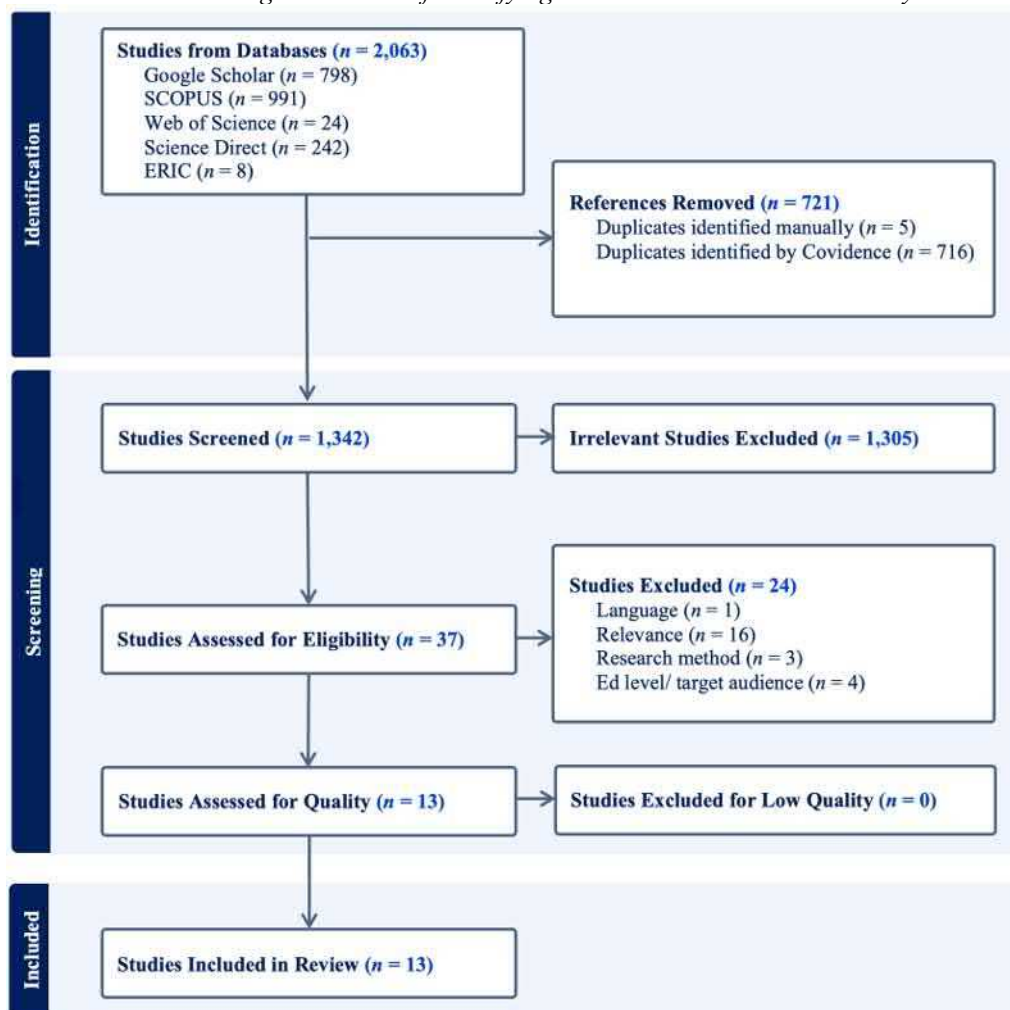 Identification
Studies from Databases (n = 2,063)
Google Scholar (n = 798)
SCOPUS (n = 991)
Web of Science (n = 24)
Science Direct (n = 242)
ERIC (n = 8)
References Removed (n = 721)
Duplicates identified manually (n = 5)
Duplicates identified by Covidence (n = 716)
Screening
Studies Screened (n = 1,342)
Irrelevant Studies Excluded (n = 1,305)
Studies Assessed for Eligibility (n = 37)
Studies Excluded (n = 24)
Language (n = 1)
Relevance (n = 16)
Research method (n = 3)
Ed level/ target audience (n = 4)
Studies Assessed for Quality (n = 13)
Studies Excluded for Low Quality (n = 0)
Included
Studies Included in Review (n = 13)